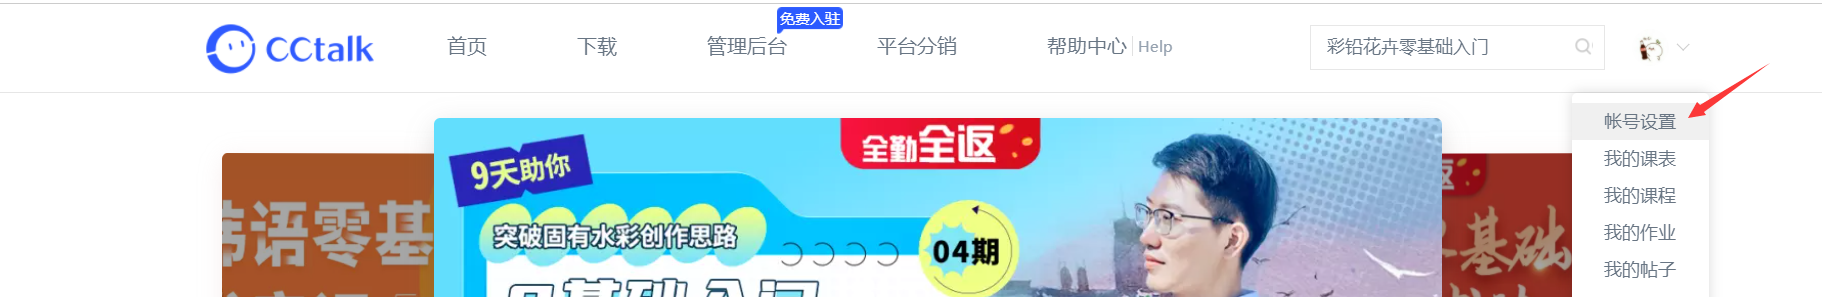 免费入驻
CCtalk 首页 下载 管理后台 平台分销 帮助中心 Help 彩铅花卉零基础入门
帐号设置
我的课表
我的课程
我的作业
我的帖子
全勤全返
9天助你
突破固有水彩创作思路
04期
韩语零基
返
基础